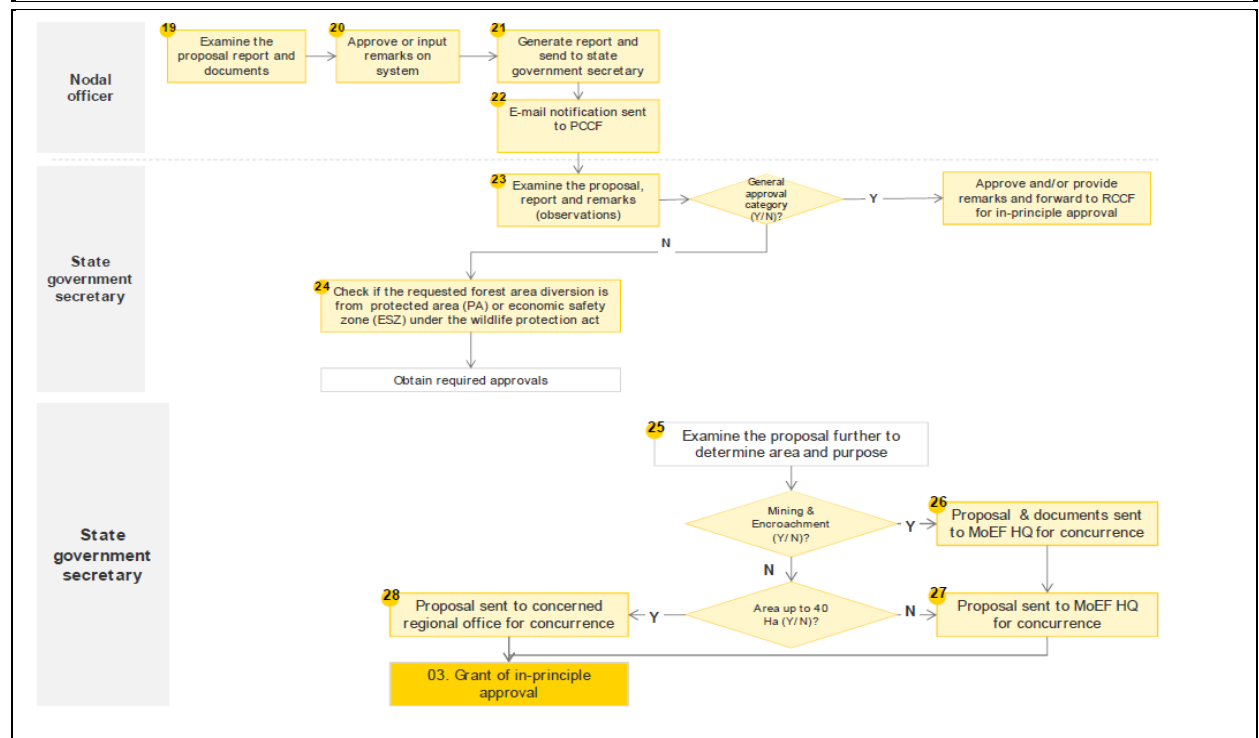 Nodal
officer
19
Examine the
proposal report and
documents
20
Approve or input
remarks on
system
21
Generate report and
send to state
government secretary
22
E-mail notification sent
to PCCF
State
government
secretary
23
Examine the proposal,
report and remarks
(observations)
General
approval
category
(Y/N)?
Y
Approve and/or provide
remarks and forward to RCCF
for in-principle approval
N
24
Check if the requested forest area diversion is
from protected area (PA) or economic safety
zone (ESZ) under the wildlife protection act
Obtain required approvals
State
government
secretary
25
Examine the proposal further to
determine area and purpose
Mining &
Encroachment
(Y/N)?
Y
26
Proposal & documents sent
to MoEF HQ for concurrence
N
Area up to 40
Ha (Y/N)?
N
27
Proposal sent to MoEF HQ
for concurrence
Y
28
Proposal sent to concerned
regional office for concurrence
03. Grant of in-principle
approval